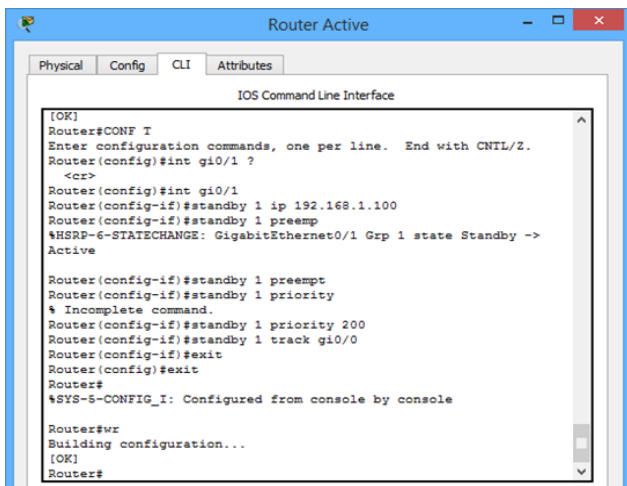 Router Active
Physical Config CLI Attributes
IOS Command Line Interface
[OK]
Router#CONF T
Enter configuration commands, one per line.  End with CNTL/Z.
Router(config)#int gi0/1 ?
  <cr>
Router(config)#int gi0/1
Router(config-if)#standby 1 ip 192.168.1.100
Router(config-if)#standby 1 preemp
%HSRP-6-STATECHANGE: GigabitEthernet0/1 Grp 1 state Standby ->
Active
Router(config-if)#standby 1 preempt
Router(config-if)#standby 1 priority
% Incomplete command.
Router(config-if)#standby 1 priority 200
Router(config-if)#standby 1 track gi0/0
Router(config-if)#exit
Router(config)#exit
Router#
%SYS-5-CONFIG_I: Configured from console by console
Router#wr
Building configuration...
[OK]
Router#